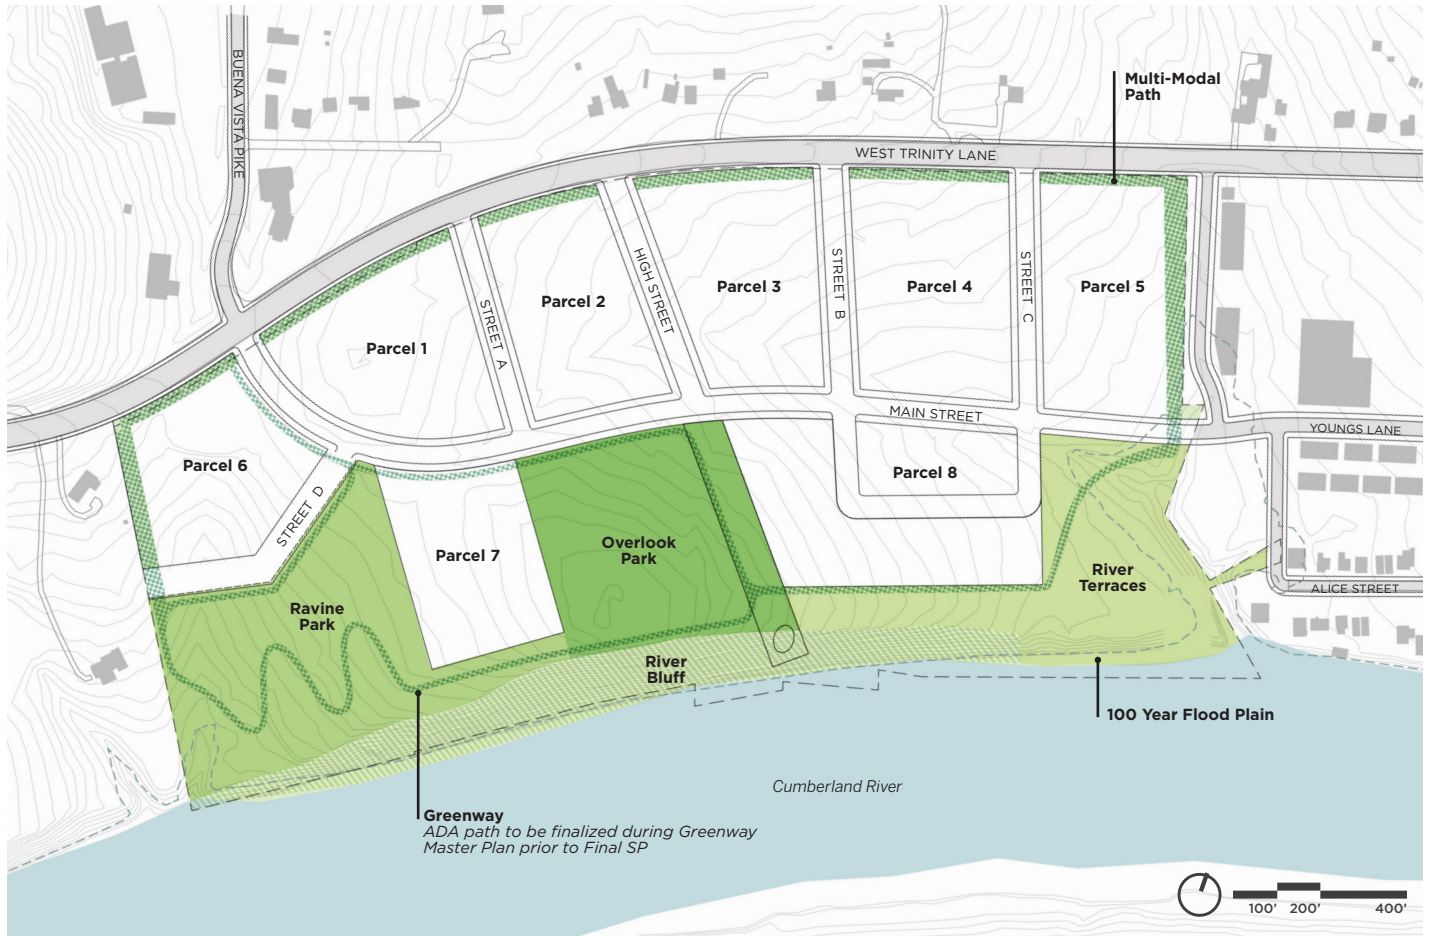 BUENA VISTA PIKE
Multi-Modal
Path
WEST TRINITY LANE
Parcel 1
STREET A
Parcel 2
HIGH STREET
Parcel 3
STREET B
Parcel 4
STREET C
Parcel 5
MAIN STREET
YOUNGS LANE
Parcel 6
STREET D
Parcel 7
Overlook
Park
Parcel 8
River
Terraces
ALICE STREET
Ravine
Park
River
Bluff
100 Year Flood Plain
Cumberland River
Greenway
ADA path to be finalized during Greenway
Master Plan prior to Final SP
100' 200' 400'